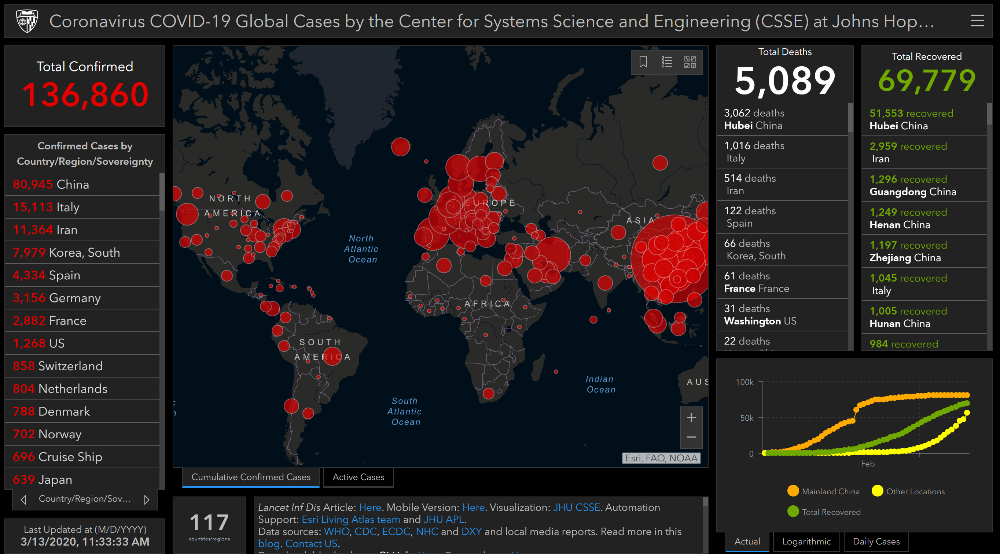 Coronavirus COVID-19 Global Cases by the Center for Systems Science and Engineering (CSSE) at Johns Hop...
Total Confirmed
136,860
Confirmed Cases by
Country/Region/Sovereignty
80,945 China
15,113 Italy
11,364 Iran
7,979 Korea, South
4,334 Spain
3,156 Germany
2,882 France
1,268 US
858 Switzerland
804 Netherlands
788 Denmark
702 Norway
696 Cruise Ship
639 Japan
Country/Region/Sov...
Last Updated at (M/D/YYYY)
3/13/2020, 11:33:33 AM
NORTH
AMERICA
EUROPE
ASIA
North
Atlantic
Ocean
AFRICA
SOUTH
AMERICA
Indian
Ocean
AUS
South
Atlantic
Ocean
+
−
Esri, FAO, NOAA
Cumulative Confirmed Cases
Active Cases
117
countries/regions
Lancet Inf Dis Article: Here. Mobile Version: Here. Visualization: JHU CSSE. Automation
Support: Esri Living Atlas team and JHU APL.
Data sources: WHO, CDC, ECDC, NHC and DXY and local media reports. Read more in this
blog. Contact US.
Total Deaths
5,089
3,062 deaths
Hubei China
1,016 deaths
Italy
514 deaths
Iran
122 deaths
Spain
66 deaths
Korea, South
61 deaths
France France
31 deaths
Washington US
22 deaths
Total Recovered
69,779
51,553 recovered
Hubei China
2,959 recovered
Iran
1,296 recovered
Guangdong China
1,249 recovered
Henan China
1,197 recovered
Zhejiang China
1,045 recovered
Italy
1,005 recovered
Hunan China
984 recovered
100k
50k
0
Feb
Mainland China
Other Locations
Total Recovered
Actual
Logarithmic
Daily Cases